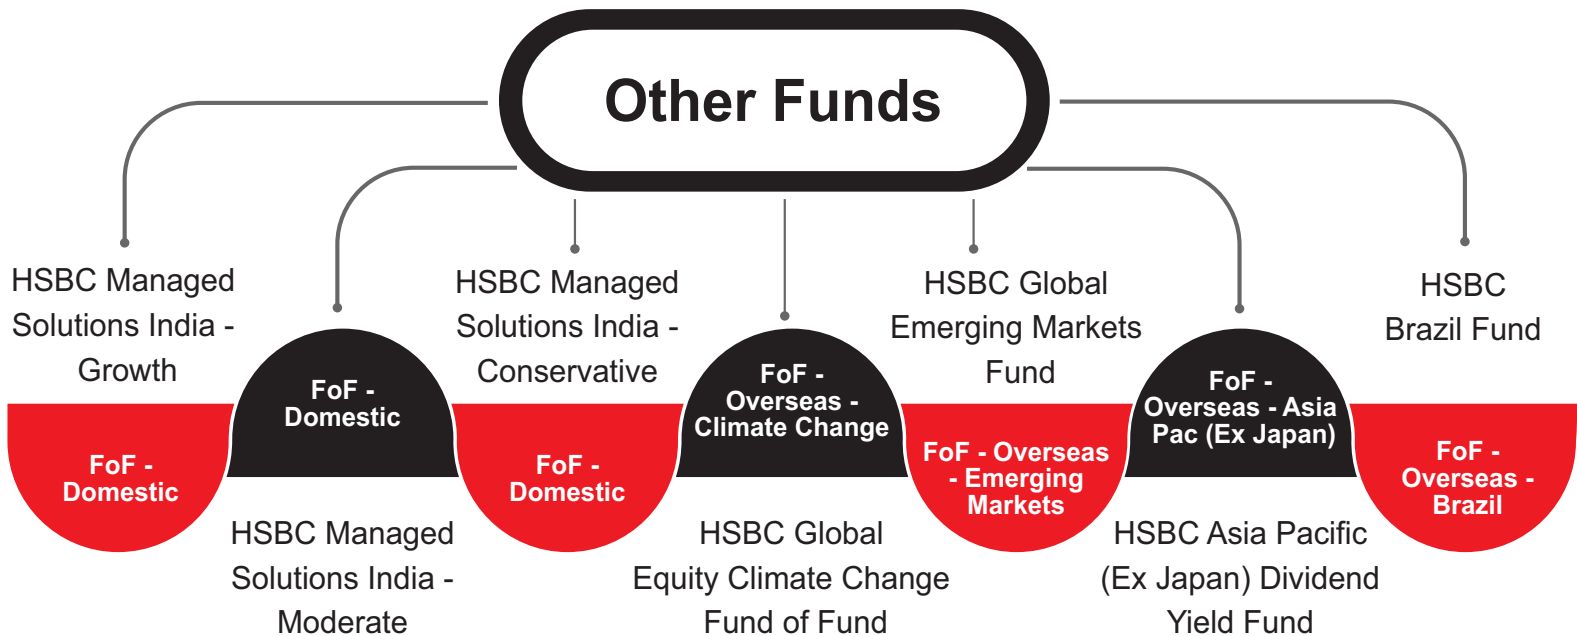 Other Funds
HSBC Managed
Solutions India -
Growth
FoF -
Domestic
FoF -
Domestic
HSBC Managed
Solutions India -
Moderate
HSBC Managed
Solutions India -
Conservative
FoF -
Domestic
FoF -
Overseas -
Climate Change
HSBC Global
Equity Climate Change
Fund of Fund
HSBC Global
Emerging Markets
Fund
FoF - Overseas
- Emerging
Markets
FoF -
Overseas - Asia
Pac (Ex Japan)
HSBC Asia Pacific
(Ex Japan) Dividend
Yield Fund
HSBC
Brazil Fund
FoF -
Overseas -
Brazil